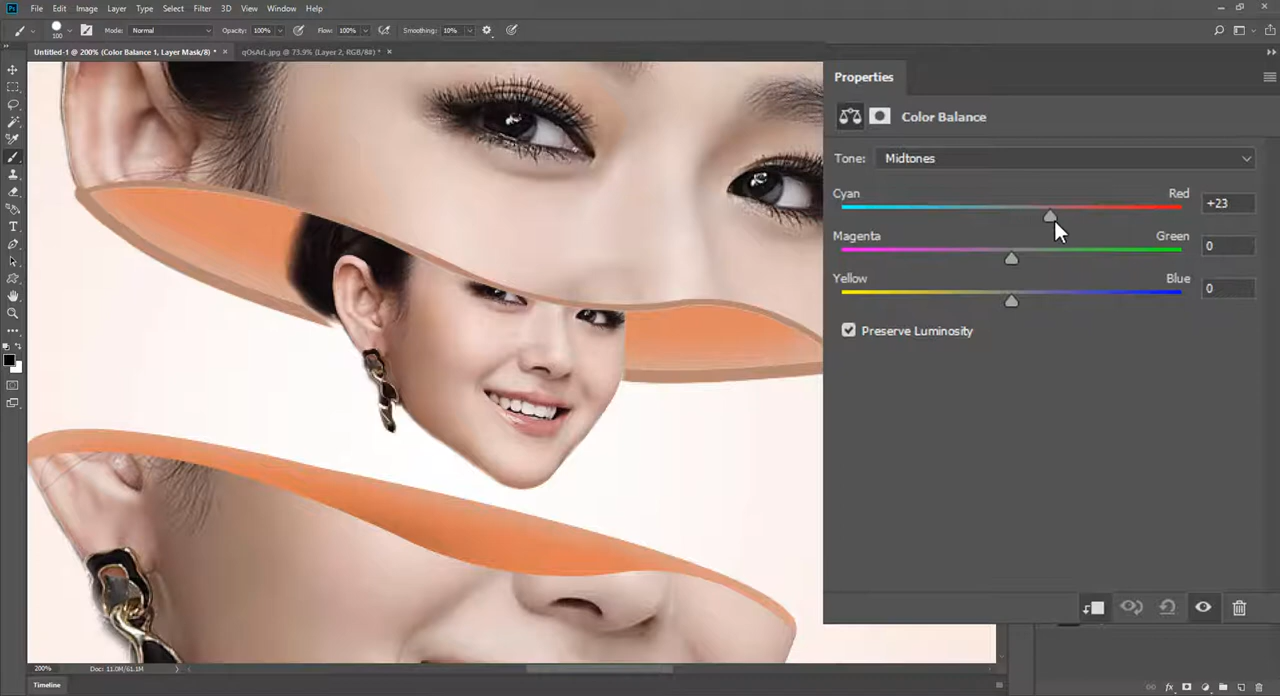 Ps File Edit Image Layer Type Select Filter 3D View Window Help
100 Mode: Normal Opacity: 100% Flow: 100% Smoothing: 10%
Untitled-1 @ 200% (Color Balance 1, Layer Mask/8) * × qOsArL.jpg @ 73.9% (Layer 2, RGB/8#) * ×
Properties
Color Balance
Tone: Midtones
Cyan Red +23
Magenta Green 0
Yellow Blue 0
Preserve Luminosity
200% Doc: 11.0M/61.1M
Timeline
fx